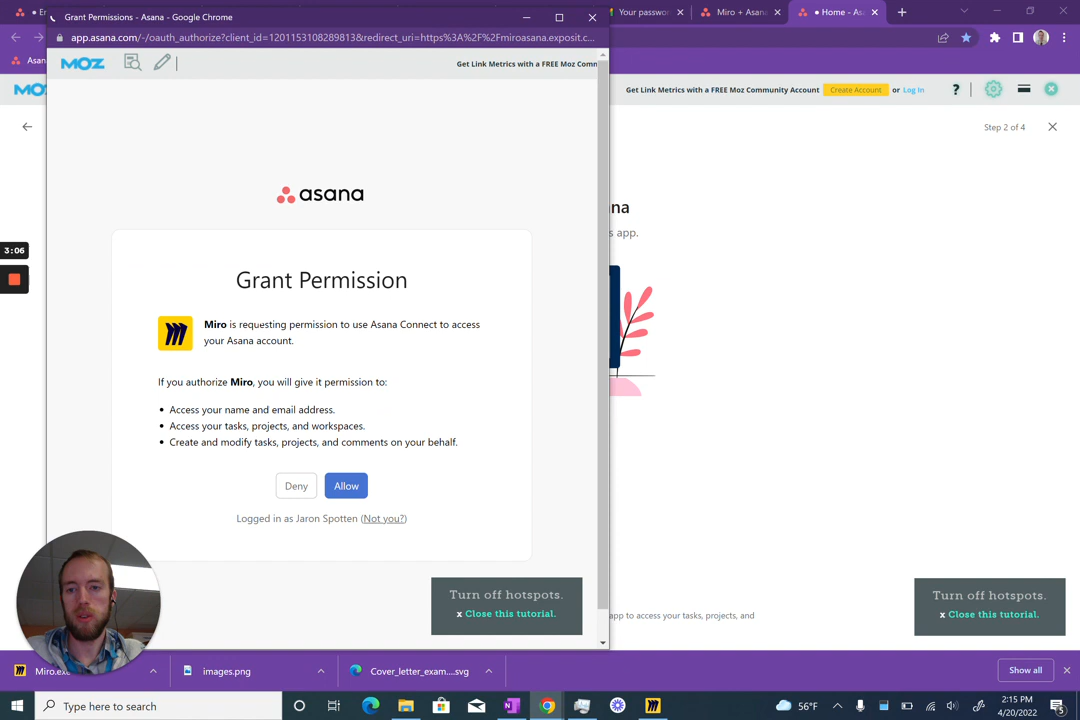 Grant Permissions - Asana - Google Chrome
Your passwo
Miro + Asana
Home - Asa
app.asana.com/-/oauth_authorize?client_id=1201153108289813&redirect_uri=https%3A%2F%2Fmiroasana.exposit.c...
Asan
MOZ
Get Link Metrics with a FREE Moz Comm
MO
Get Link Metrics with a FREE Moz Community Account
Create Account
or Log In
?
Step 2 of 4
asana
na
s app.
3:06
Grant Permission
Miro is requesting permission to use Asana Connect to access
your Asana account.
If you authorize Miro, you will give it permission to:
• Access your name and email address.
• Access your tasks, projects, and workspaces.
• Create and modify tasks, projects, and comments on your behalf.
Deny
Allow
Logged in as Jaron Spotten (Not you?)
Turn off hotspots.
x Close this tutorial.
Turn off hotspots.
x Close this tutorial.
app to access your tasks, projects, and
Miro.ex
images.png
Cover_letter_exam....svg
Show all
Type here to search
56°F
2:15 PM
4/20/2022
5